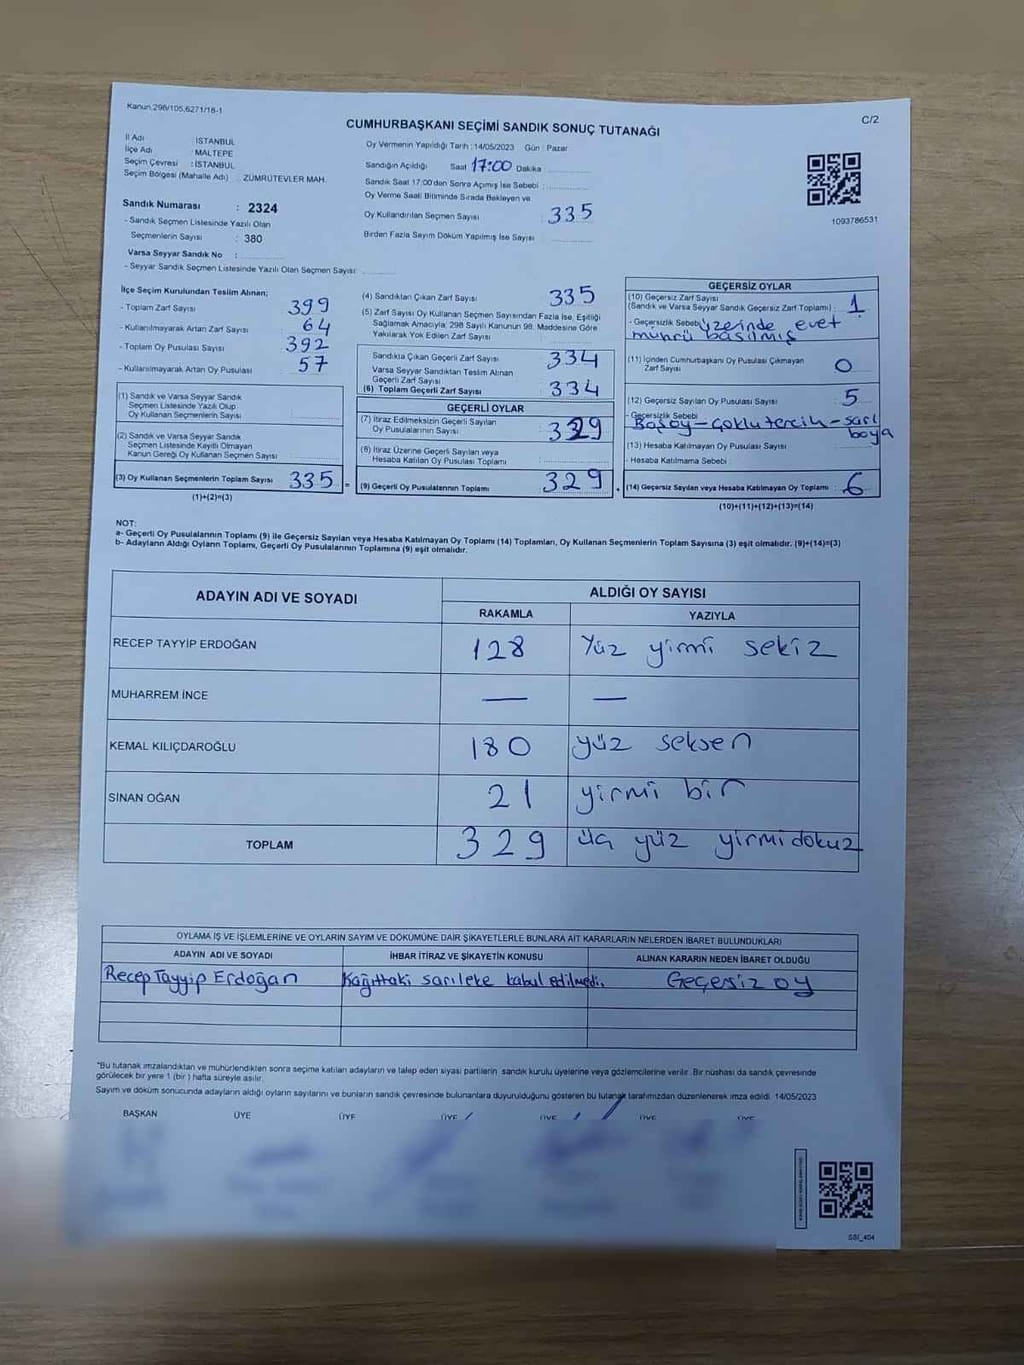 Kanun.298/105,6271/18-1
C/2
CUMHURBAŞKANI SEÇİMİ SANDIK SONUÇ TUTANAĞI
İl Adı : İSTANBUL
İlçe Adı : MALTEPE
Seçim Çevresi : İSTANBUL
Seçim Bölgesi (Mahalle Adı) : ZÜMRÜTEVLER MAH.
Sandık Numarası : 2324
- Sandık Seçmen Listesinde Yazılı Olan
Seçmenlerin Sayısı : 380
Varsa Seyyar Sandık No :
- Seyyar Sandık Seçmen Listesinde Yazılı Olan Seçmen Sayısı
Oy Vermenin Yapıldığı Tarih : 14/05/2023 Gün : Pazar
Sandığın Açıldığı Saat 17:00 Dakika
Sandık Saat 17:00'den Sonra Açımış İse Sebebi :
Oy Verme Saati Bitiminde Sırada Bekleyen ve
Oy Kullandırılan Seçmen Sayısı : 335
Birden Fazla Sayım Döküm Yapılmış İse Sayısı
1093786531
İlçe Seçim Kurulundan Teslim Alınan;
- Toplam Zarf Sayısı 399
- Kullanılmayarak Artan Zarf Sayısı 64
- Toplam Oy Pusulası Sayısı 392
- Kullanılmayarak Artan Oy Pusulası 57
(1) Sandık ve Varsa Seyyar Sandık
Seçmen Listesinde Yazılı Olup
Oy Kullanan Seçmenlerin Sayısı
(2) Sandık ve Varsa Seyyar Sandık
Seçmen Listesinde Kayıtlı Olmayan
Kanun Gereği Oy Kullanan Seçmen Sayısı
(3) Oy Kullanan Seçmenlerin Toplam Sayısı 335
(1)+(2)=(3)
(4) Sandıktan Çıkan Zarf Sayısı 335
(5) Zarf Sayısı Oy Kullanan Seçmen Sayısından Fazla İse, Eşitliği
Sağlamak Amacıyla; 298 Sayılı Kanunun 98. Maddesine Göre
Yakılarak Yok Edilen Zarf Sayısı
Sandıkta Çıkan Geçerli Zarf Sayısı 334
Varsa Seyyar Sandıktan Teslim Alınan
Geçerli Zarf Sayısı
(6) Toplam Geçerli Zarf Sayısı 334
GEÇERLİ OYLAR
(7) İtiraz Edilmeksizin Geçerli Sayılan
Oy Pusulalarının Sayısı 329
(8) İtiraz Üzerine Geçerli Sayılan veya
Hesaba Katılan Oy Pusulası Toplamı
(9) Geçerli Oy Pusulalarının Toplamı 329
GEÇERSİZ OYLAR
(10) Geçersiz Zarf Sayısı
(Sandık ve Varsa Seyyar Sandık Geçersiz Zarf Toplamı) : 1
- Geçersizlik Sebebi üzerinde evet
mührü basılmış
(11) İçinden Cumhurbaşkanı Oy Pusulası Çıkmayan
Zarf Sayısı 0
(12) Geçersiz Sayılan Oy Pusulası Sayısı 5
- Geçersizlik Sebebi
Boşoy-çoklu tercih-sarı
boya
(13) Hesaba Katılmayan Oy Pusulası Sayısı
- Hesaba Katılmama Sebebi
(14) Geçersiz Sayılan veya Hesaba Katılmayan Oy Toplamı : 6
(10)+(11)+(12)+(13)=(14)
NOT:
a- Geçerli Oy Pusulalarının Toplamı (9) ile Geçersiz Sayılan veya Hesaba Katılmayan Oy Toplamı (14) Toplamları, Oy Kullanan Seçmenlerin Toplam Sayısına (3) eşit olmalıdır. (9)+(14)=(3)
b- Adayların Aldığı Oyların Toplamı, Geçerli Oy Pusulalarının Toplamına (9) eşit olmalıdır.
ADAYIN ADI VE SOYADI
ALDIĞI OY SAYISI
RAKAMLA YAZIYLA
RECEP TAYYİP ERDOĞAN 128 Yüz yirmi sekiz
MUHARREM İNCE — —
KEMAL KILIÇDAROĞLU 180 yüz seksen
SİNAN OĞAN 21 yirmi bir
TOPLAM 329 üç yüz yirmi dokuz
OYLAMA İŞ VE İŞLEMLERİNE VE OYLARIN SAYIM VE DÖKÜMÜNE DAİR ŞİKAYETLERLE BUNLARA AİT KARARLARIN NELERDEN İBARET BULUNDUKLARI
ADAYIN ADI VE SOYADI İHBAR İTİRAZ VE ŞİKAYETİN KONUSU ALINAN KARARIN NEDEN İBARET OLDUĞU
Recep Tayyip Erdoğan Kağıttaki sarı leke kabul edilmedi. Geçersiz oy
*Bu tutanak imzalandıktan ve mühürlendikten sonra seçime katılan adayların ve talep eden siyasi partilerin sandık kurulu üyelerine veya gözlemcilerine verilir. Bir nüshası da sandık çevresinde
görülecek bir yere 1 (bir) hafta süreyle asılır.
Sayım ve döküm sonucunda adayların aldığı oyların sayılarını ve bunların sandık çevresinde bulunanlara duyurulduğunu gösteren bu tutanak tarafımızdan düzenlenerek imza edildi. 14/05/2023
BAŞKAN ÜYE ÜYE ÜYE ÜYE ÜYE ÜYE
SSI_404